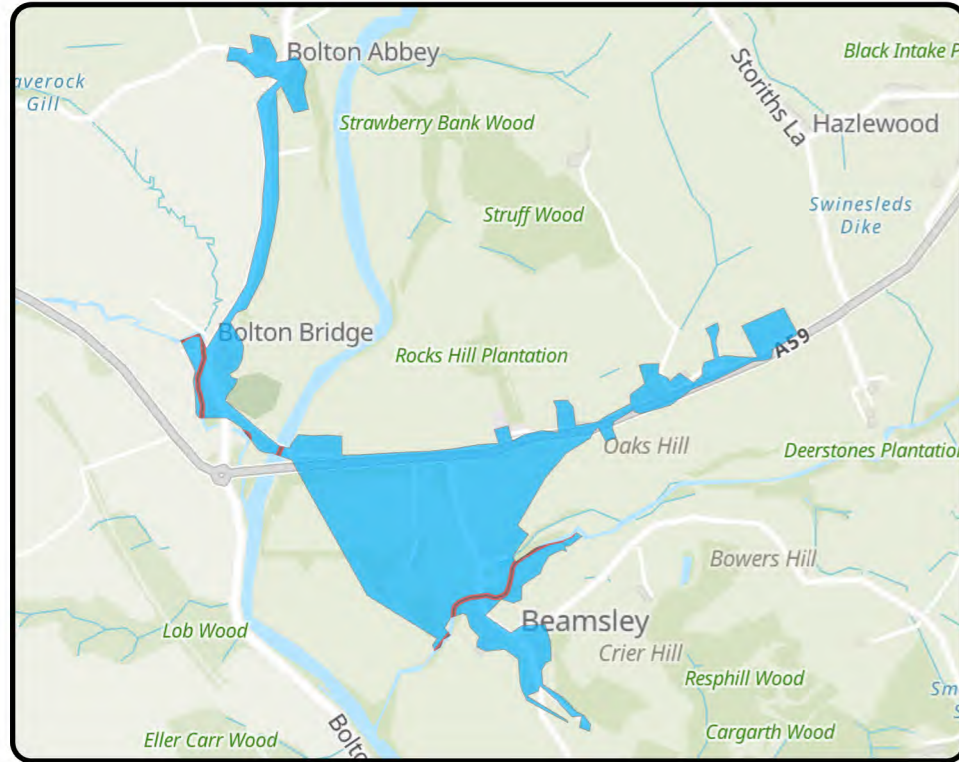 Bolton Abbey
Black Intake P
averock
Gill
Storiths La
Strawberry Bank Wood
Hazlewood
Struff Wood
Swinesleds
Dike
Bolton Bridge
Rocks Hill Plantation
A59
Oaks Hill
Deerstones Plantation
Bowers Hill
Beamsley
Lob Wood
Crier Hill
Resphill Wood
Sm
S
Cargarth Wood
Eller Carr Wood
Bolto